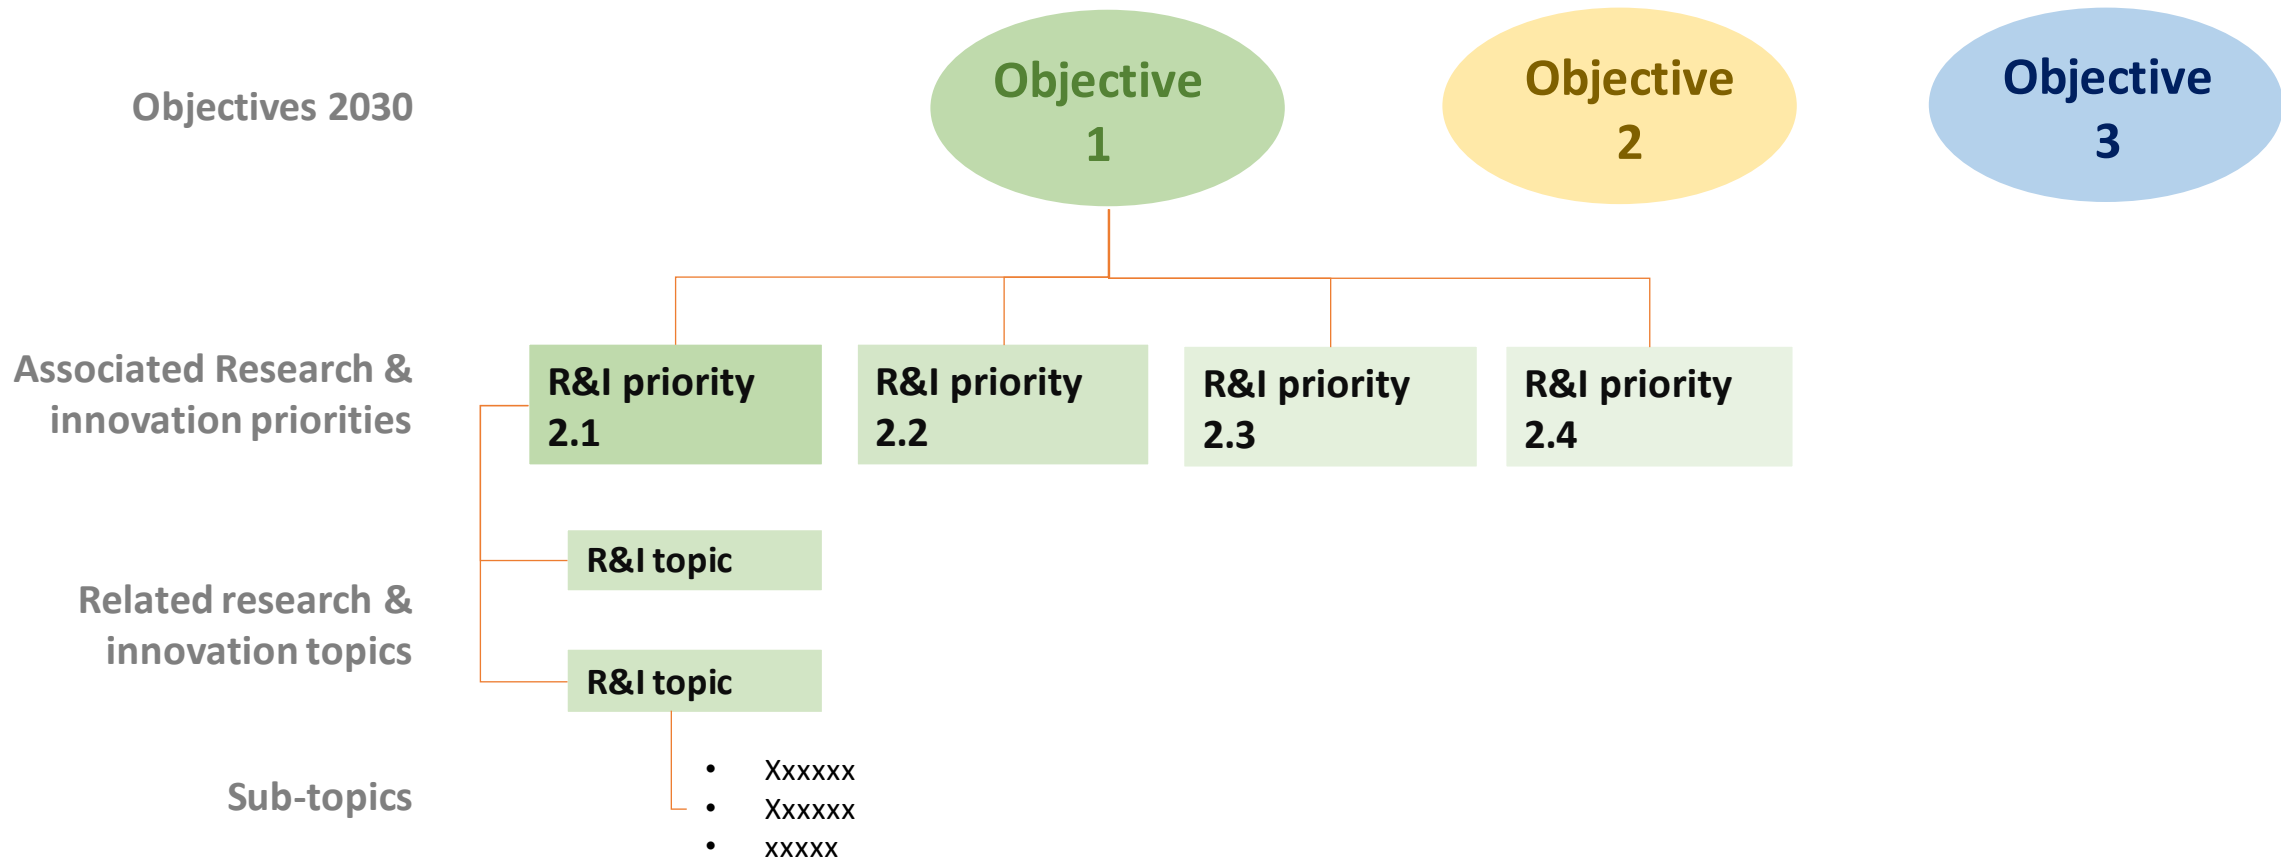 Objectives 2030
Objective
1
Objective
2
Objective
3
Associated Research &
innovation priorities
R&I priority
2.1
R&I priority
2.2
R&I priority
2.3
R&I priority
2.4
Related research &
innovation topics
R&I topic
R&I topic
Sub-topics
• Xxxxxx
• Xxxxxx
• xxxxx